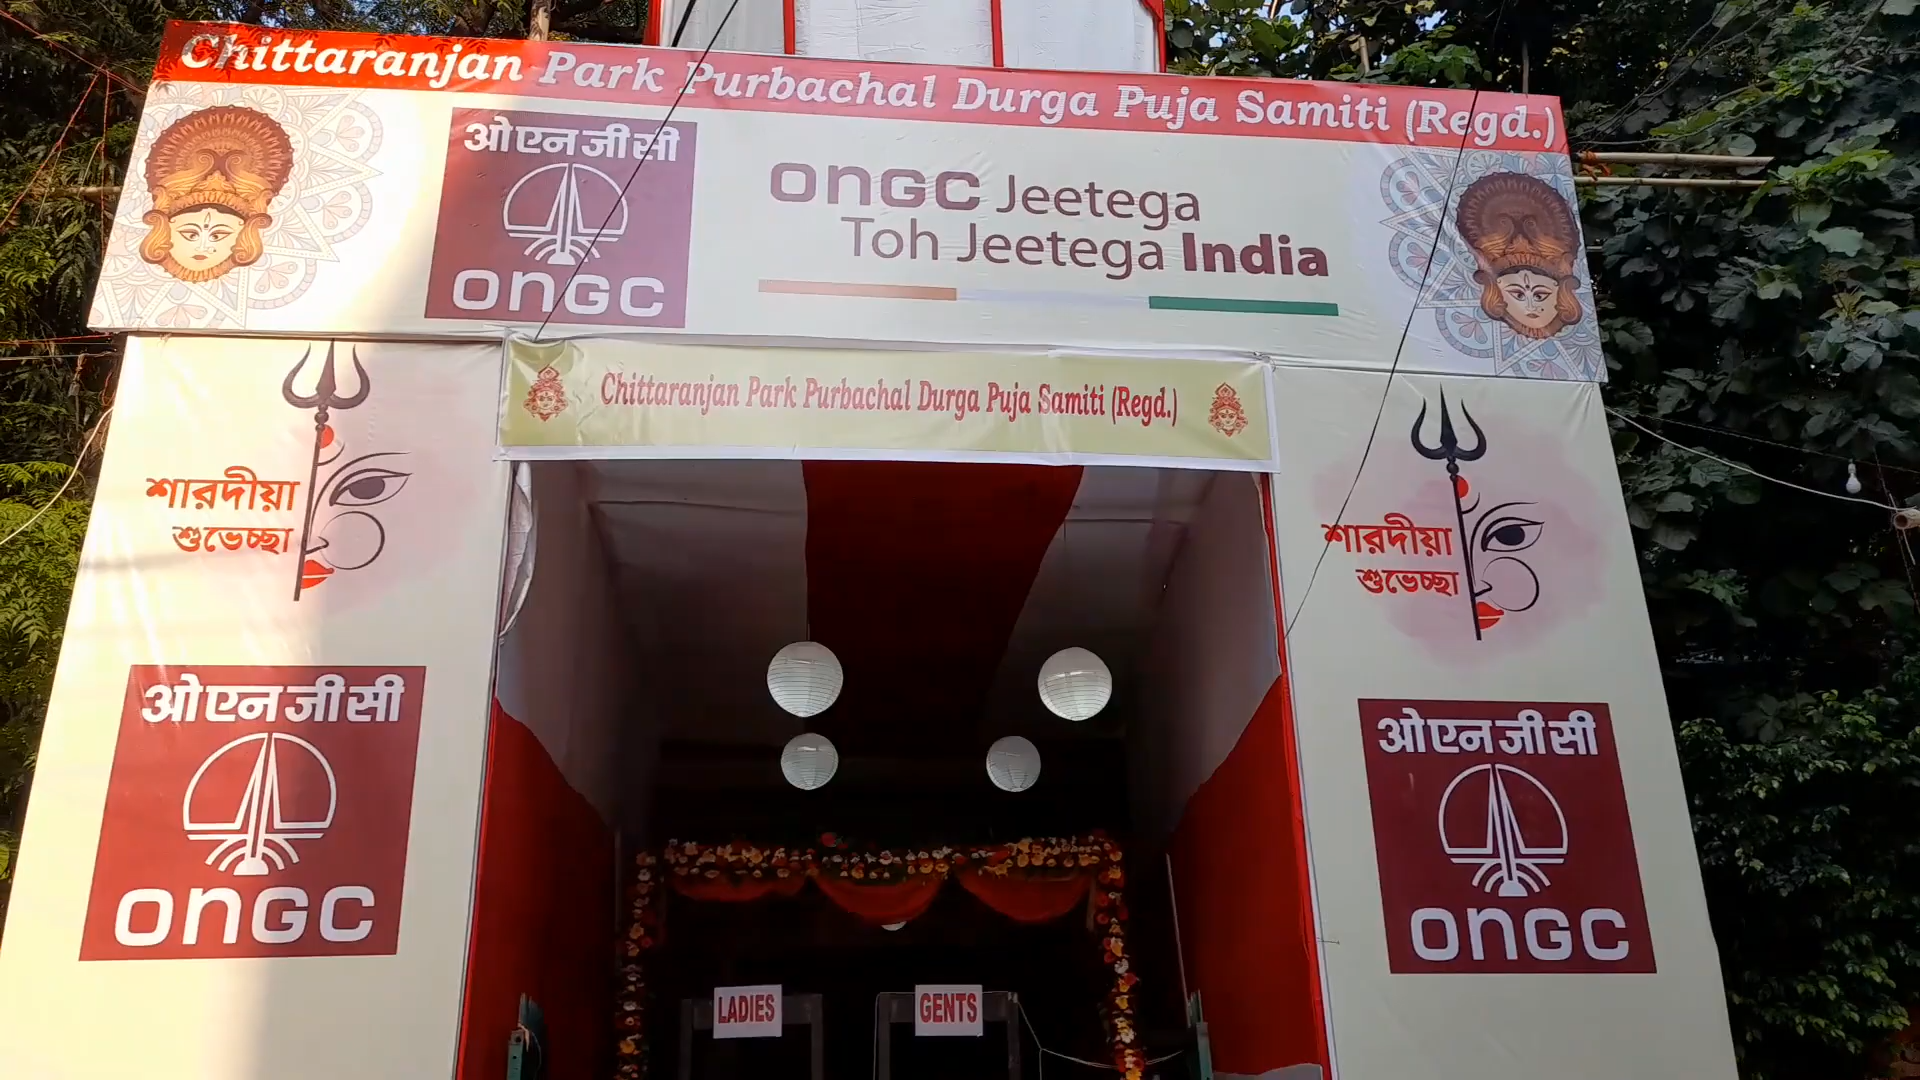 Chittaranjan Park Purbachal Durga Puja Samiti (Regd.)
ओएनजीसी
ONGC
ONGC Jeetega
Toh Jeetega India
Chittaranjan Park Purbachal Durga Puja Samiti (Regd.)
শারদীয়া
শুভেচ্ছা
শারদীয়া
শুভেচ্ছা
ओएनजीसी
ONGC
ओएनजीसी
ONGC
LADIES
GENTS